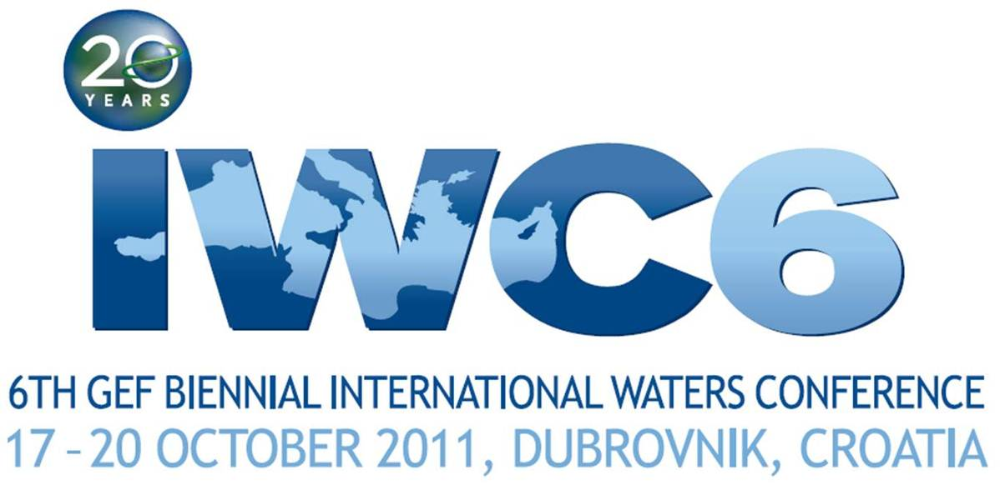 20
YEARS
iWC6
6TH GEF BIENNIAL INTERNATIONAL WATERS CONFERENCE
17 – 20 OCTOBER 2011, DUBROVNIK, CROATIA